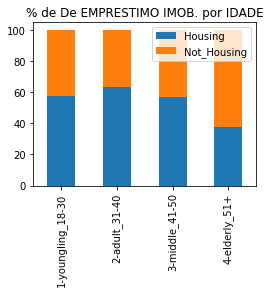 % de De EMPRESTIMO IMOB. por IDADE
100
80
60
40
20
0
Housing
Not_Housing
1-youngling_18-30
2-adult_31-40
3-middle_41-50
4-elderly_51+